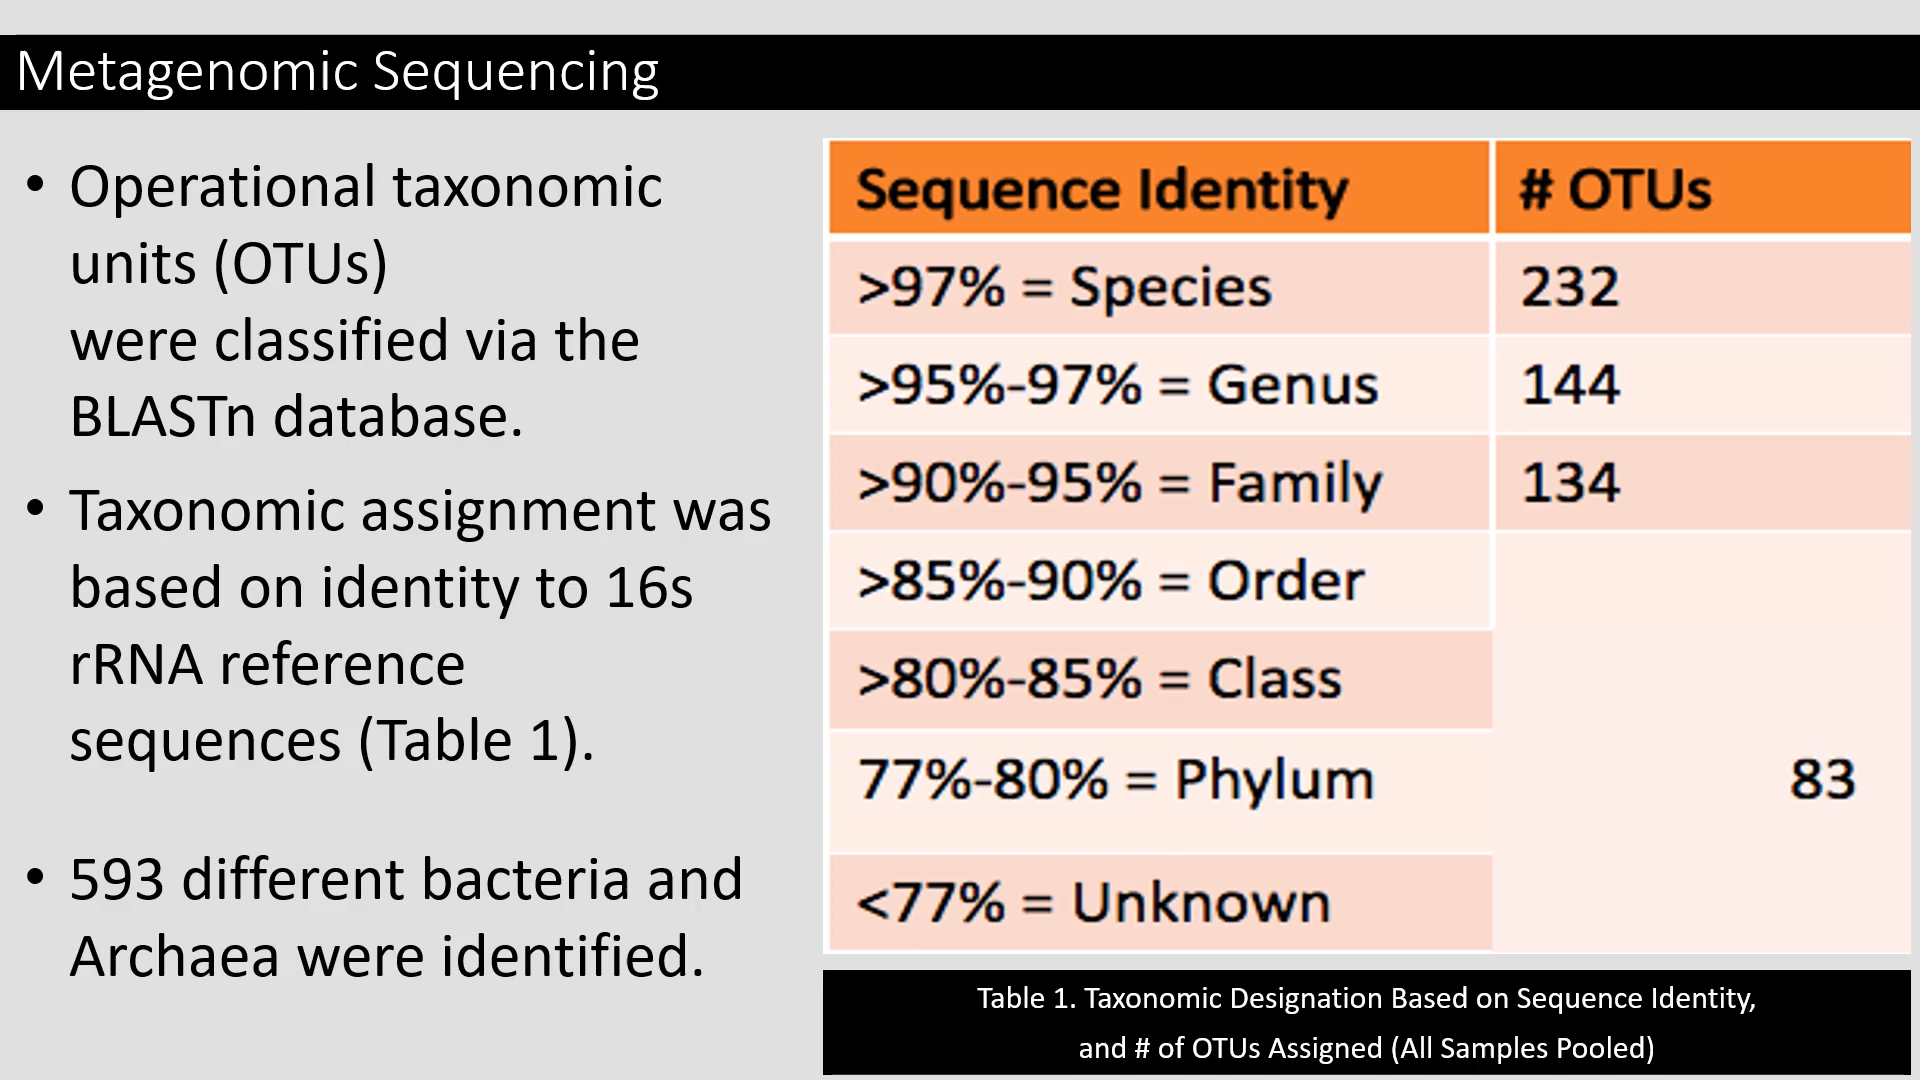 Metagenomic Sequencing
• Operational taxonomic
units (OTUs)
were classified via the
BLASTn database.
• Taxonomic assignment was
based on identity to 16s
rRNA reference
sequences (Table 1).
• 593 different bacteria and
Archaea were identified.
Sequence Identity # OTUs
>97% = Species 232
>95%-97% = Genus 144
>90%-95% = Family 134
>85%-90% = Order
>80%-85% = Class
77%-80% = Phylum 83
<77% = Unknown
Table 1. Taxonomic Designation Based on Sequence Identity,
and # of OTUs Assigned (All Samples Pooled)